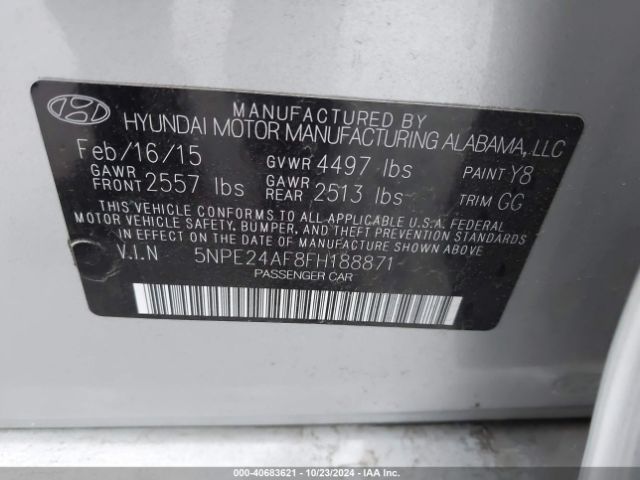 MANUFACTURED BY
HYUNDAI MOTOR MANUFACTURING ALABAMA, LLC
Feb/16/15 GVWR 4497 lbs PAINT Y8
GAWR FRONT 2557 lbs GAWR REAR 2513 lbs TRIM GG
THIS VEHICLE CONFORMS TO ALL APPLICABLE U.S.A. FEDERAL
MOTOR VEHICLE SAFETY, BUMPER, AND THEFT PREVENTION STANDARDS
IN EFFECT ON THE DATE OF MANUFACTURE SHOWN ABOVE
V.I.N 5NPE24AF8FH188871
PASSENGER CAR
000-40683621 - 10/23/2024 - IAA Inc.